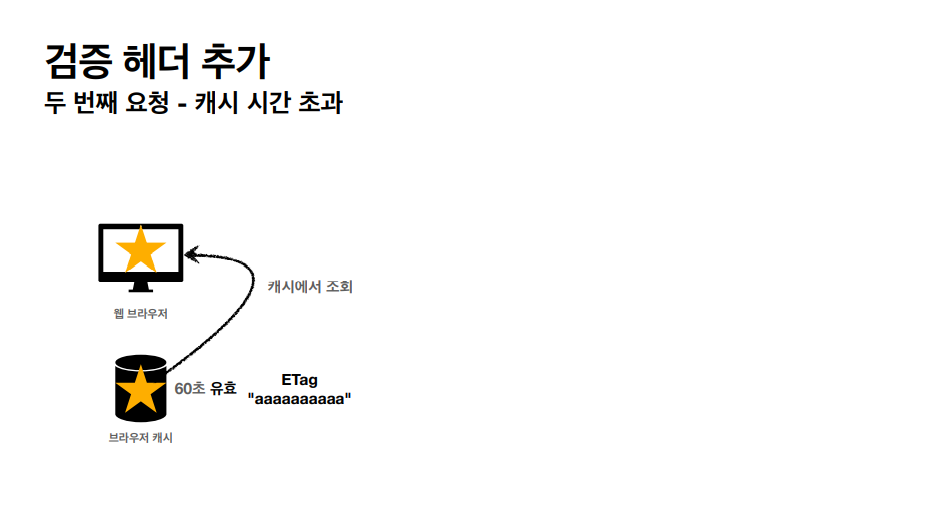 검증 헤더 추가
두 번째 요청 - 캐시 시간 초과
캐시에서 조회
웹 브라우저
60초 유효
ETag
"aaaaaaaaaa"
브라우저 캐시